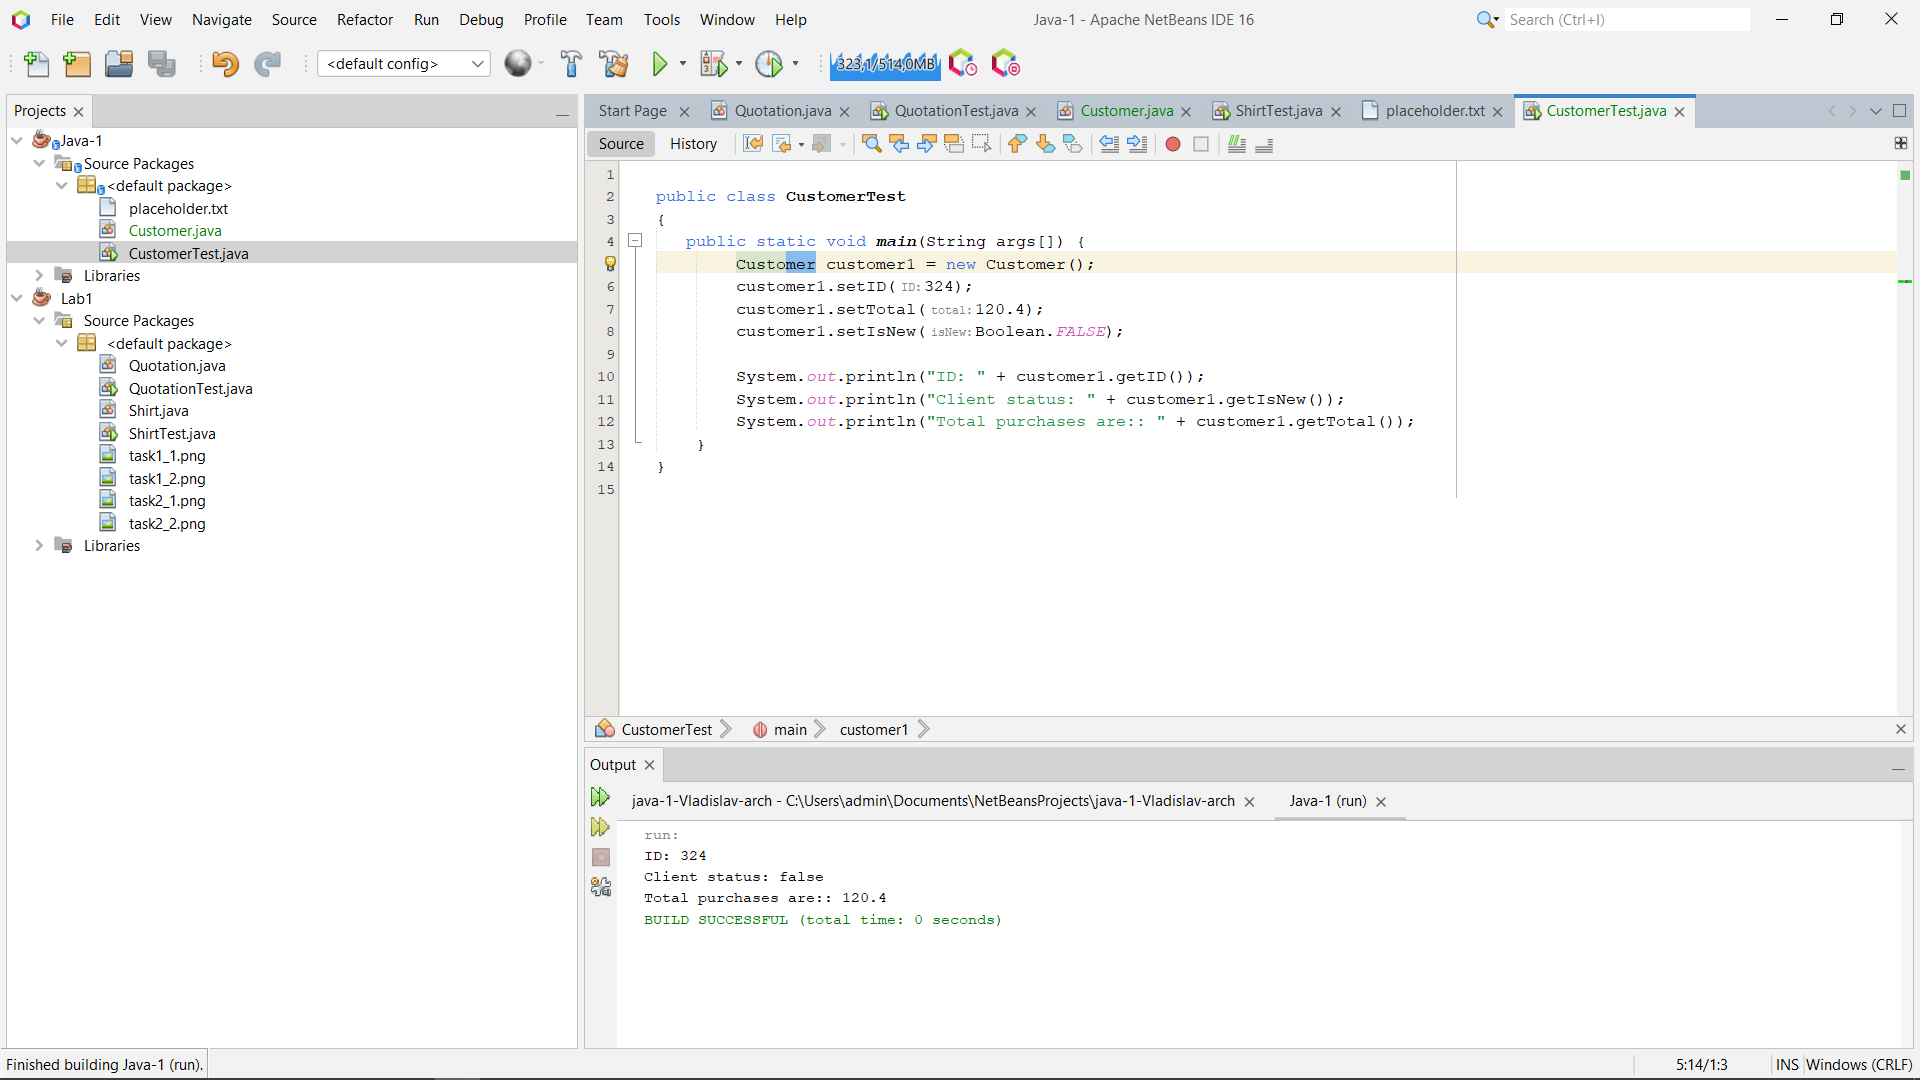 File Edit View Navigate Source Refactor Run Debug Profile Team Tools Window Help
Java-1 - Apache NetBeans IDE 16
Search (Ctrl+I)
<default config>
323,1/514,0MB
Projects
Java-1
Source Packages
<default package>
placeholder.txt
Customer.java
CustomerTest.java
Libraries
Lab1
Source Packages
<default package>
Quotation.java
QuotationTest.java
Shirt.java
ShirtTest.java
task1_1.png
task1_2.png
task2_1.png
task2_2.png
Libraries
Start Page Quotation.java QuotationTest.java Customer.java ShirtTest.java placeholder.txt CustomerTest.java
Source History
1
2 public class CustomerTest
3 {
4 public static void main(String args[]) {
Customer customer1 = new Customer();
6 customer1.setID(ID:324);
7 customer1.setTotal(total:120.4);
8 customer1.setIsNew(isNew:Boolean.FALSE);
9
10 System.out.println("ID: " + customer1.getID());
11 System.out.println("Client status: " + customer1.getIsNew());
12 System.out.println("Total purchases are:: " + customer1.getTotal());
13 }
14 }
15
CustomerTest main customer1
Output
java-1-Vladislav-arch - C:\Users\admin\Documents\NetBeansProjects\java-1-Vladislav-arch Java-1 (run)
run:
ID: 324
Client status: false
Total purchases are:: 120.4
BUILD SUCCESSFUL (total time: 0 seconds)
Finished building Java-1 (run).
5:14/1:3 INS Windows (CRLF)